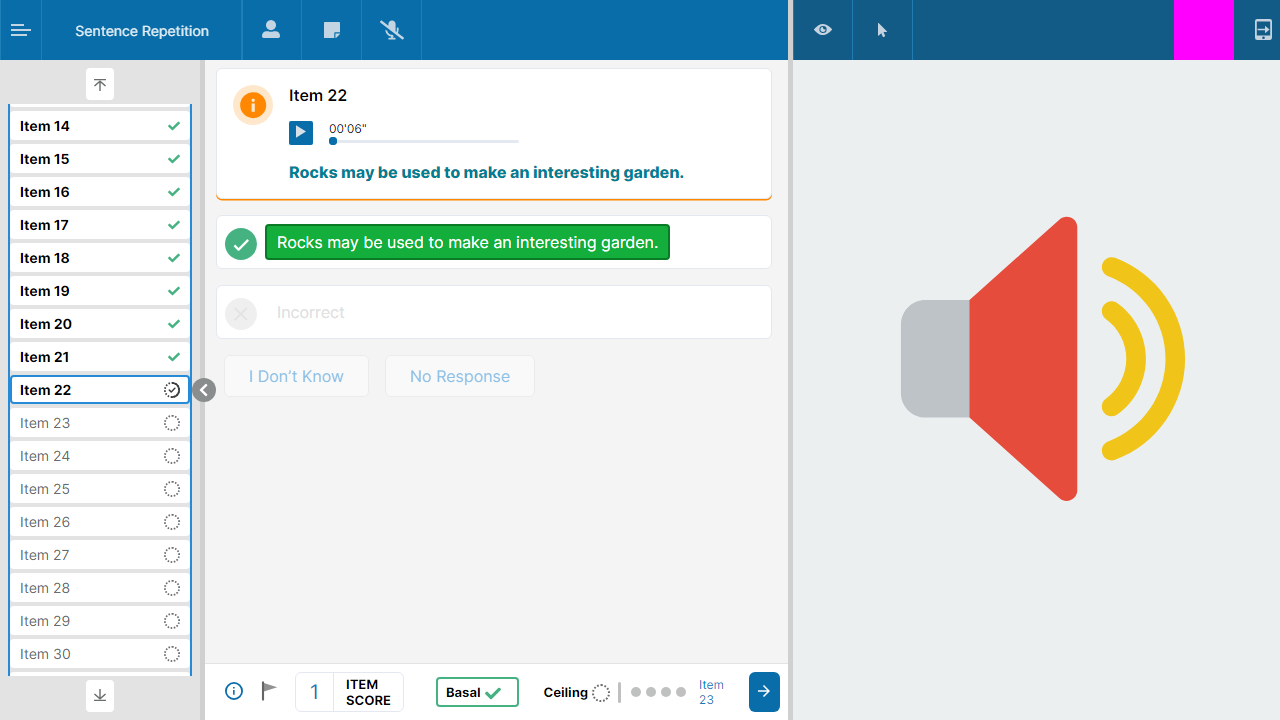 Sentence Repetition
Item 14
Item 15
Item 16
Item 17
Item 18
Item 19
Item 20
Item 21
Item 22
Item 23
Item 24
Item 25
Item 26
Item 27
Item 28
Item 29
Item 30
Item 22
00'06"
Rocks may be used to make an interesting garden.
Rocks may be used to make an interesting garden.
Incorrect
I Don't Know
No Response
1
ITEM
SCORE
Basal
Ceiling
Item
23